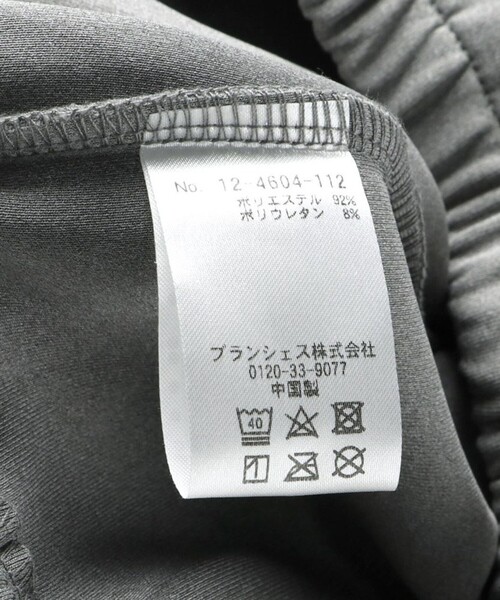 No. 12-4604-112
ポリエステル 92%
ポリウレタン 8%
ブランシェス株式会社
0120-33-9077
中国製
40